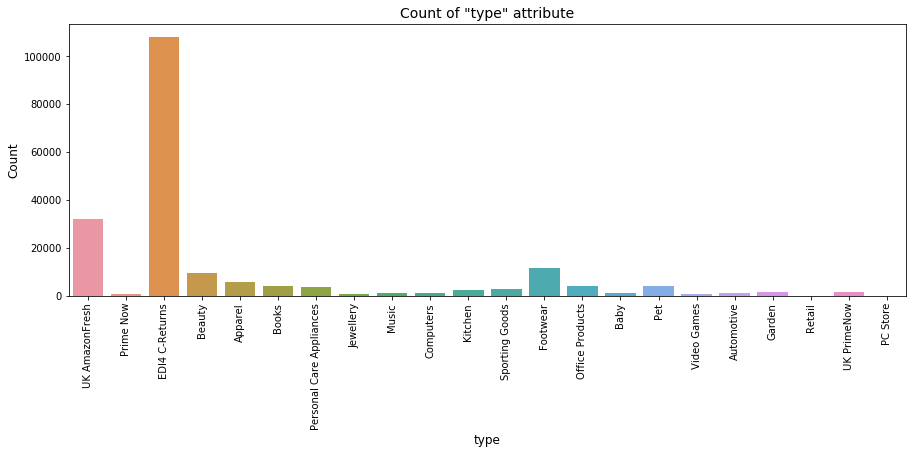 Count of "type" attribute
Count
100000
80000
60000
40000
20000
0
UK AmazonFresh
Prime Now
EDI4 C-Returns
Beauty
Apparel
Books
Personal Care Appliances
Jewellery
Music
Computers
Kitchen
Sporting Goods
Footwear
Office Products
Baby
Pet
Video Games
Automotive
Garden
Retail
UK PrimeNow
PC Store
type